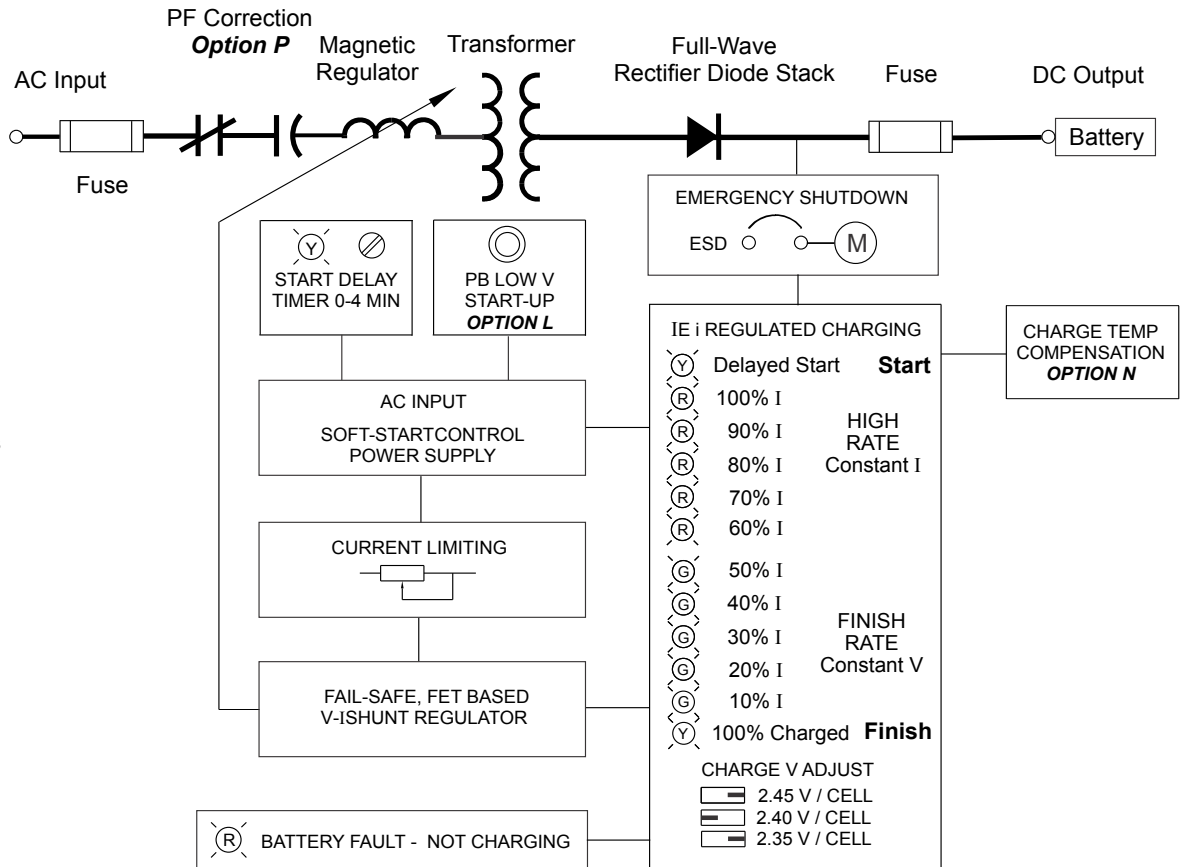 PF Correction
Option P
Magnetic
Regulator
Transformer
Full-Wave
Rectifier Diode Stack
Fuse
DC Output
AC Input
Battery
Fuse
EMERGENCY SHUTDOWN
ESD
M
Y
START DELAY
TIMER 0-4 MIN
PB LOW V
START-UP
OPTION L
IE i REGULATED CHARGING
Y Delayed Start Start
R 100% I
R 90% I
R 80% I
R 70% I
R 60% I
HIGH
RATE
Constant I
G 50% I
G 40% I
G 30% I
G 20% I
G 10% I
FINISH
RATE
Constant V
Y 100% Charged Finish
CHARGE V ADJUST
2.45 V / CELL
2.40 V / CELL
2.35 V / CELL
CHARGE TEMP
COMPENSATION
OPTION N
AC INPUT
SOFT-STARTCONTROL
POWER SUPPLY
CURRENT LIMITING
FAIL-SAFE, FET BASED
V-ISHUNT REGULATOR
R BATTERY FAULT - NOT CHARGING